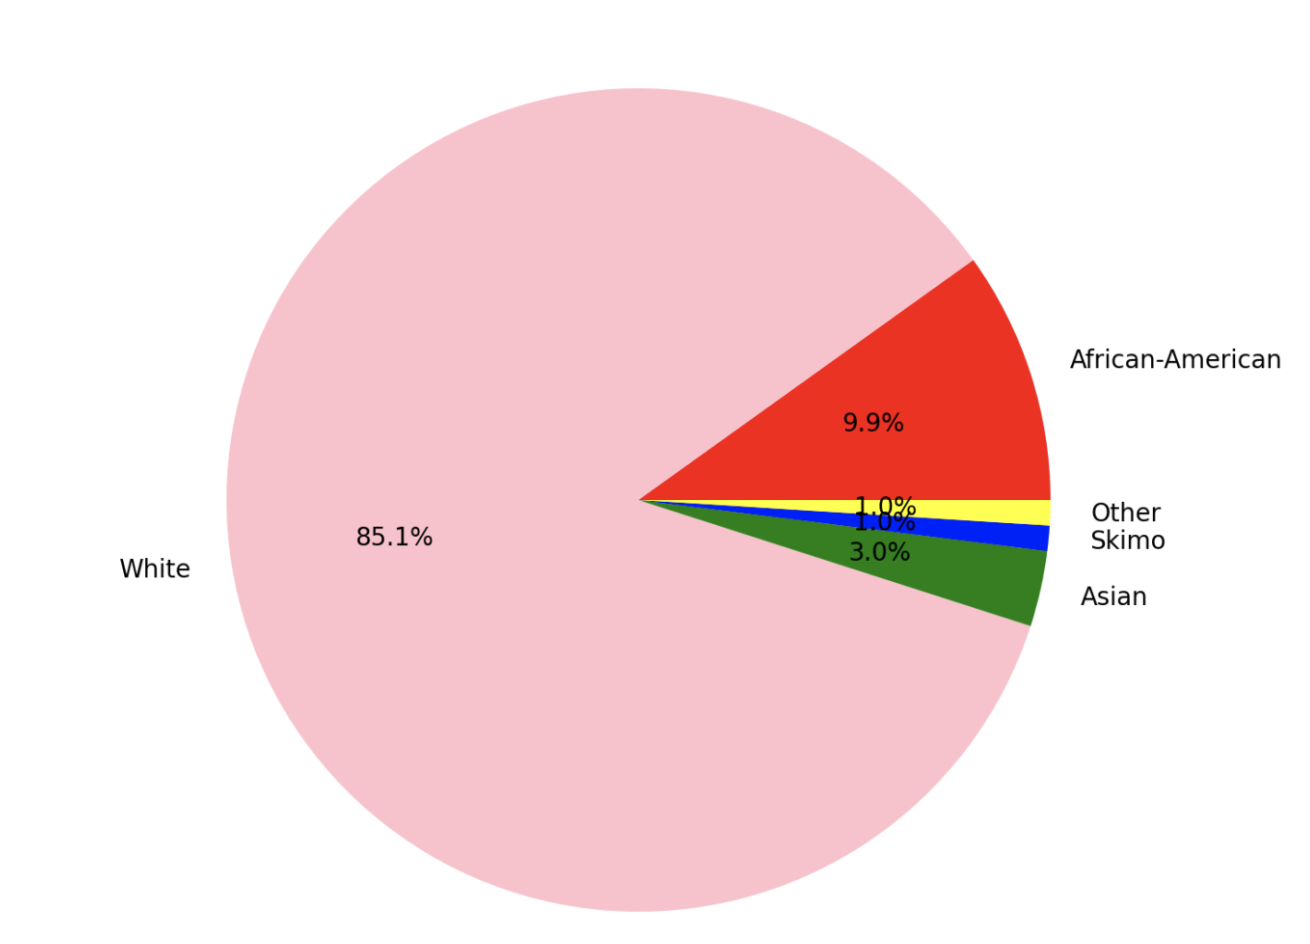 African-American
9.9%
1.0%
Other
1.0%
Skimo
85.1%
3.0%
White
Asian